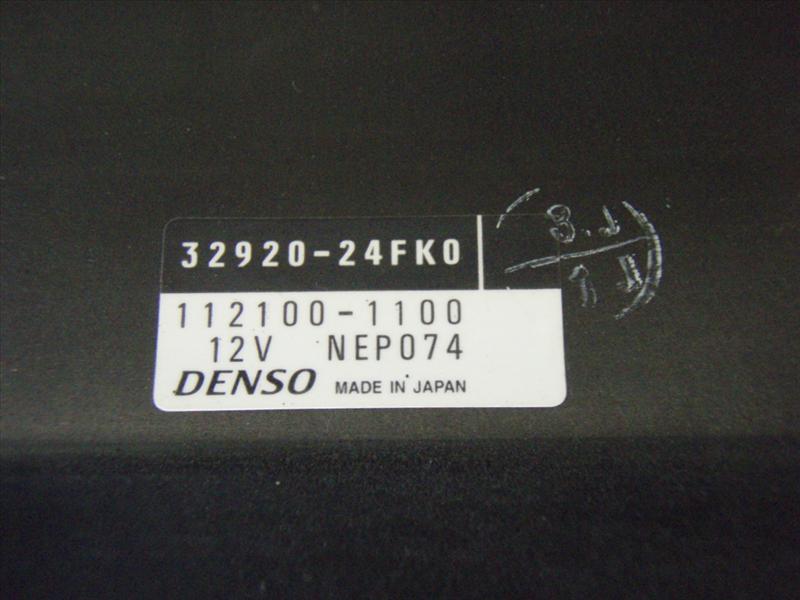 32920-24FK0
112100-1100
12V NEP074
DENSO MADE IN JAPAN